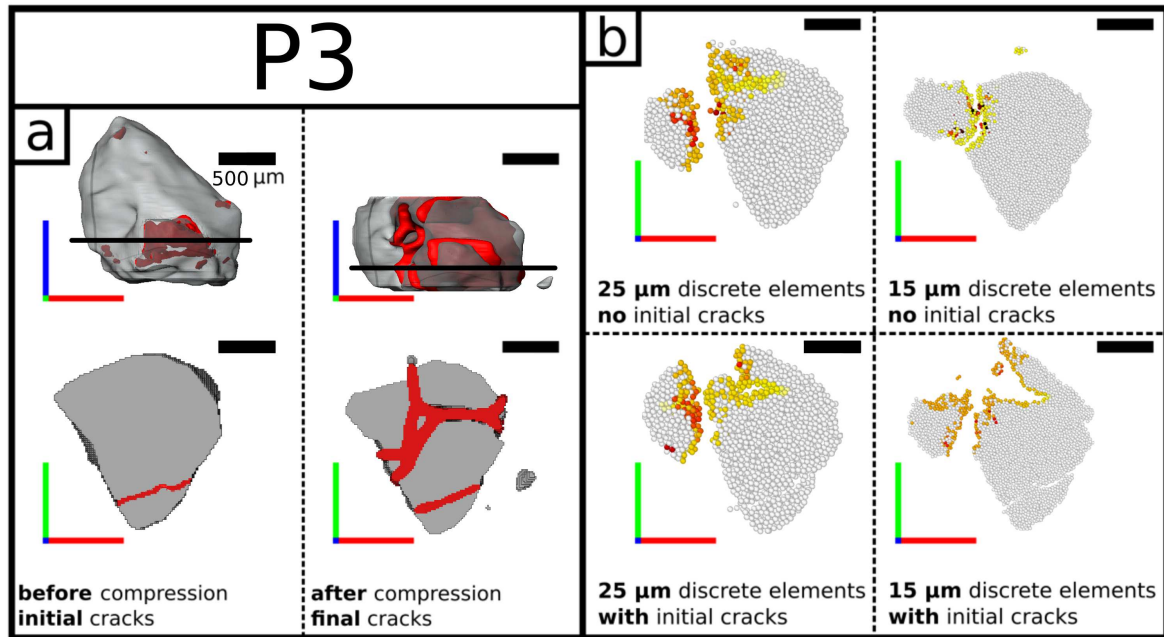 P3
a
500 μm
before compression
initial cracks
after compression
final cracks
b
25 μm discrete elements
no initial cracks
15 μm discrete elements
no initial cracks
25 μm discrete elements
with initial cracks
15 μm discrete elements
with initial cracks